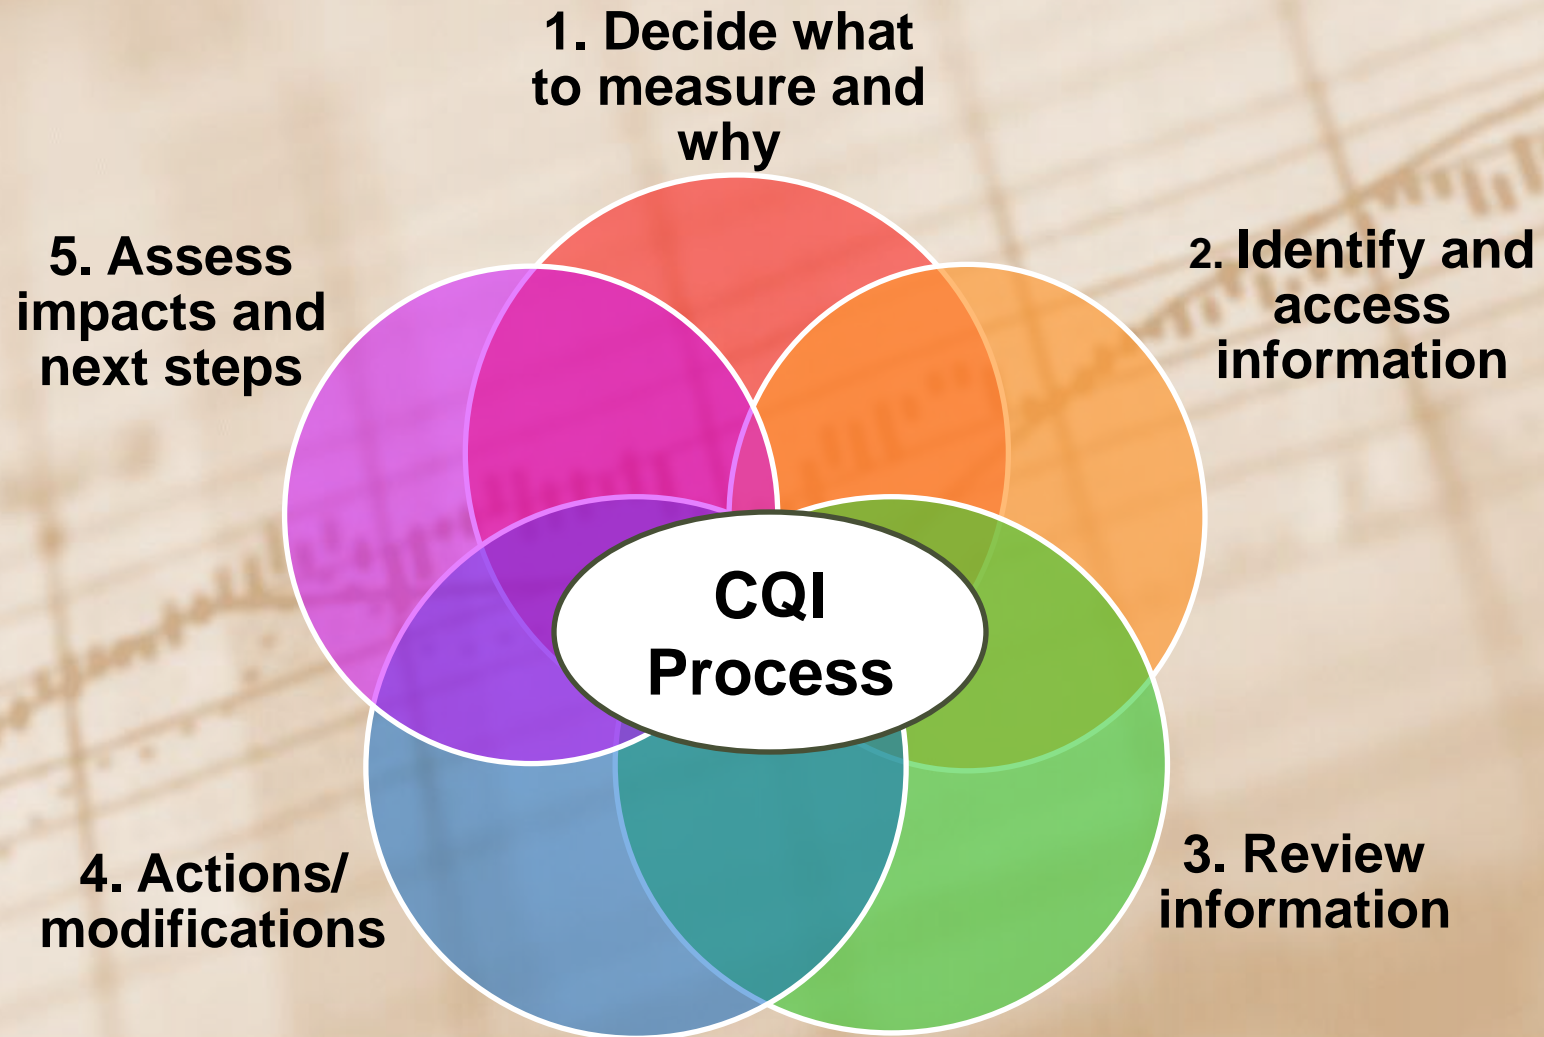 1. Decide what
to measure and
why
2. Identify and
access
information
3. Review
information
4. Actions/
modifications
5. Assess
impacts and
next steps
CQI
Process